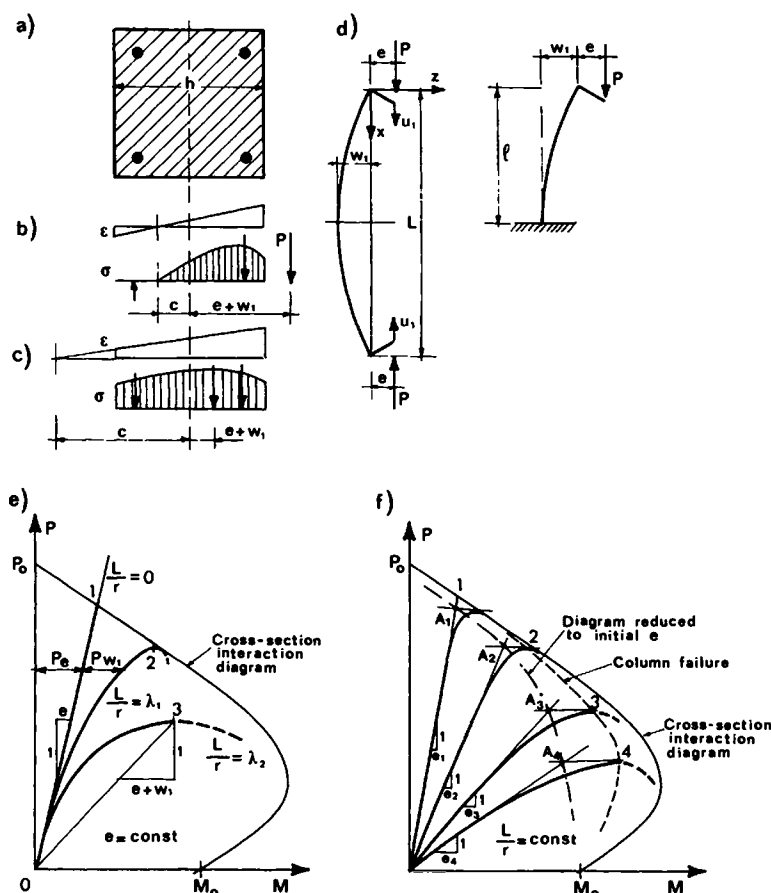 a)
h
b)
ε
σ
P
c
e+w₁
c)
ε
σ
c
e+w₁
d)
e
P
z
u₁
x
w₁
L
u₁
e
P
w₁
e
P
ℓ
e)
P
P₀
1
L/r = 0
Pe
Pw₁
2
1
Cross-section
interaction
diagram
L/r = λ₁
3
e
1
1
L/r = λ₂
e+w₁
e = const
0
M₀
M
f)
P
P₀
1
A₁
2
A₂
Diagram reduced
to initial e
Column failure
A₃
3
Cross-section
interaction
diagram
A₄
4
1
e₁
1
e₂
1
e₃
1
e₄
L/r = const
M₀
M